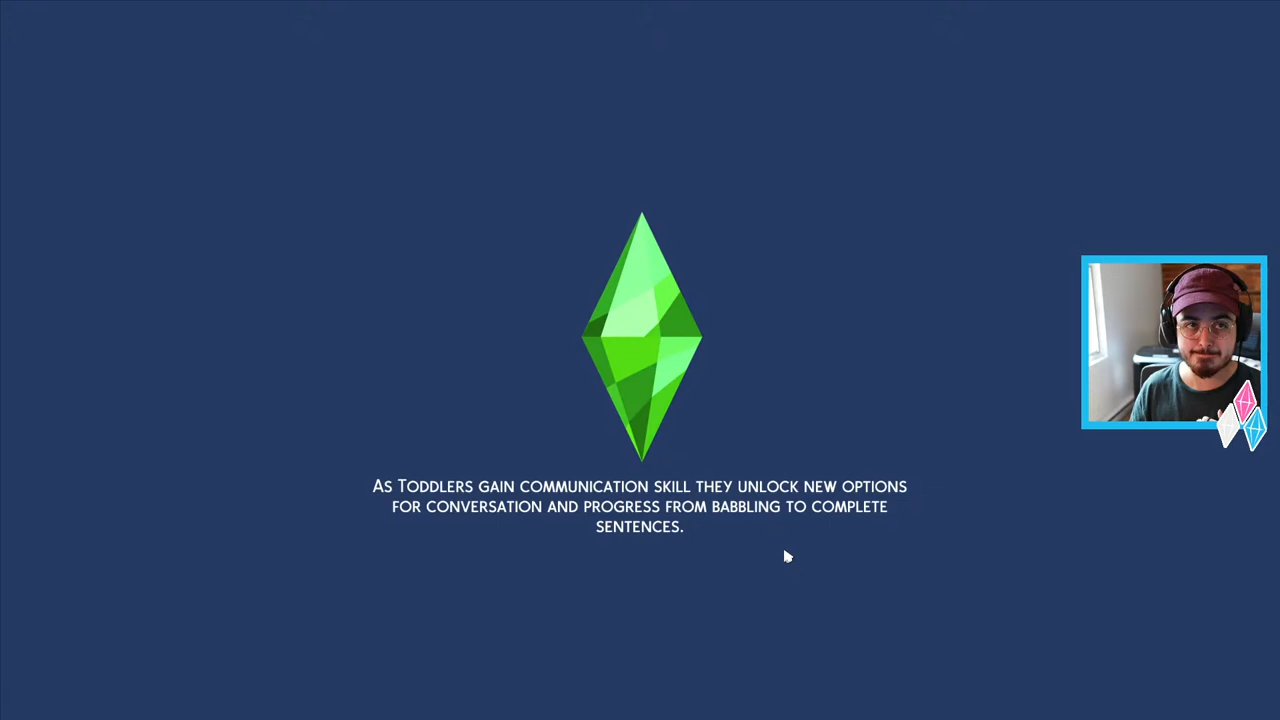 As Toddlers gain communication skill they unlock new options
for conversation and progress from babbling to complete
sentences.